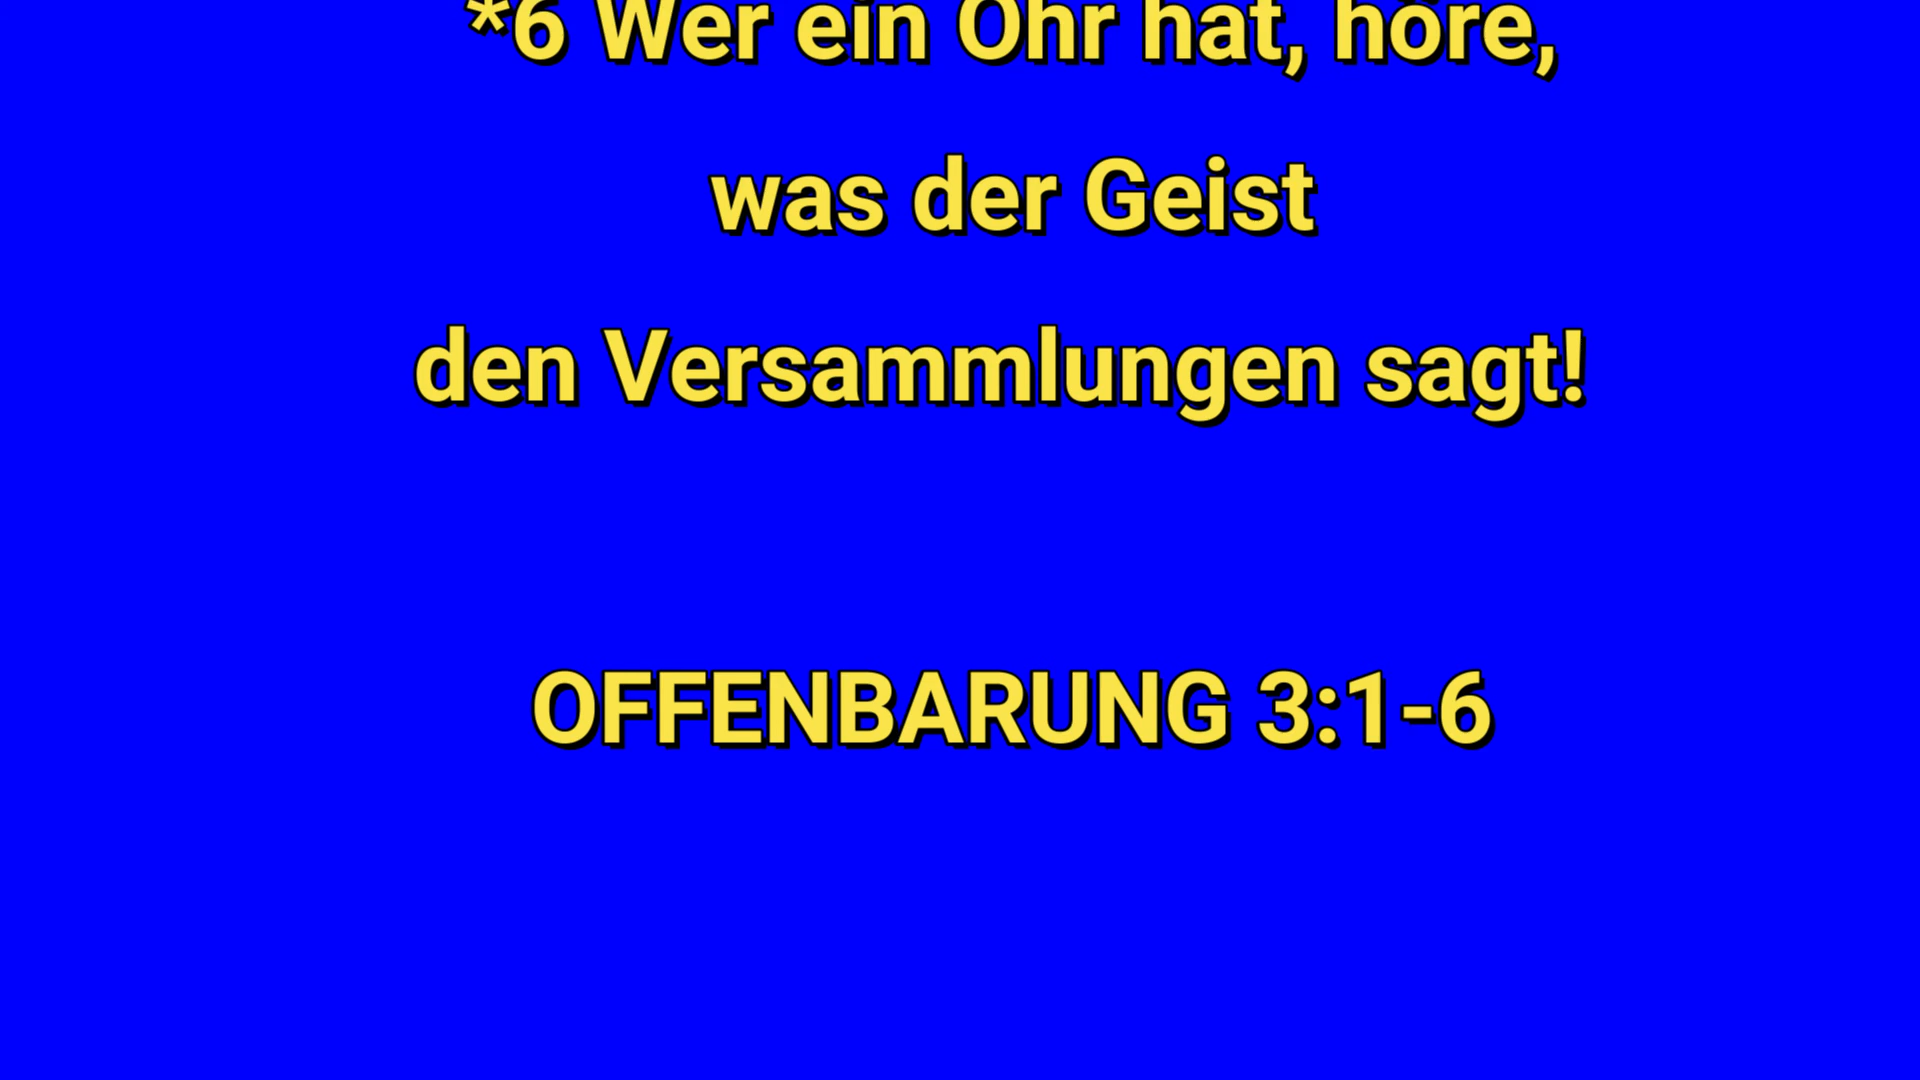 *6 Wer ein Ohr hat, höre,
was der Geist
den Versammlungen sagt!
OFFENBARUNG 3:1-6